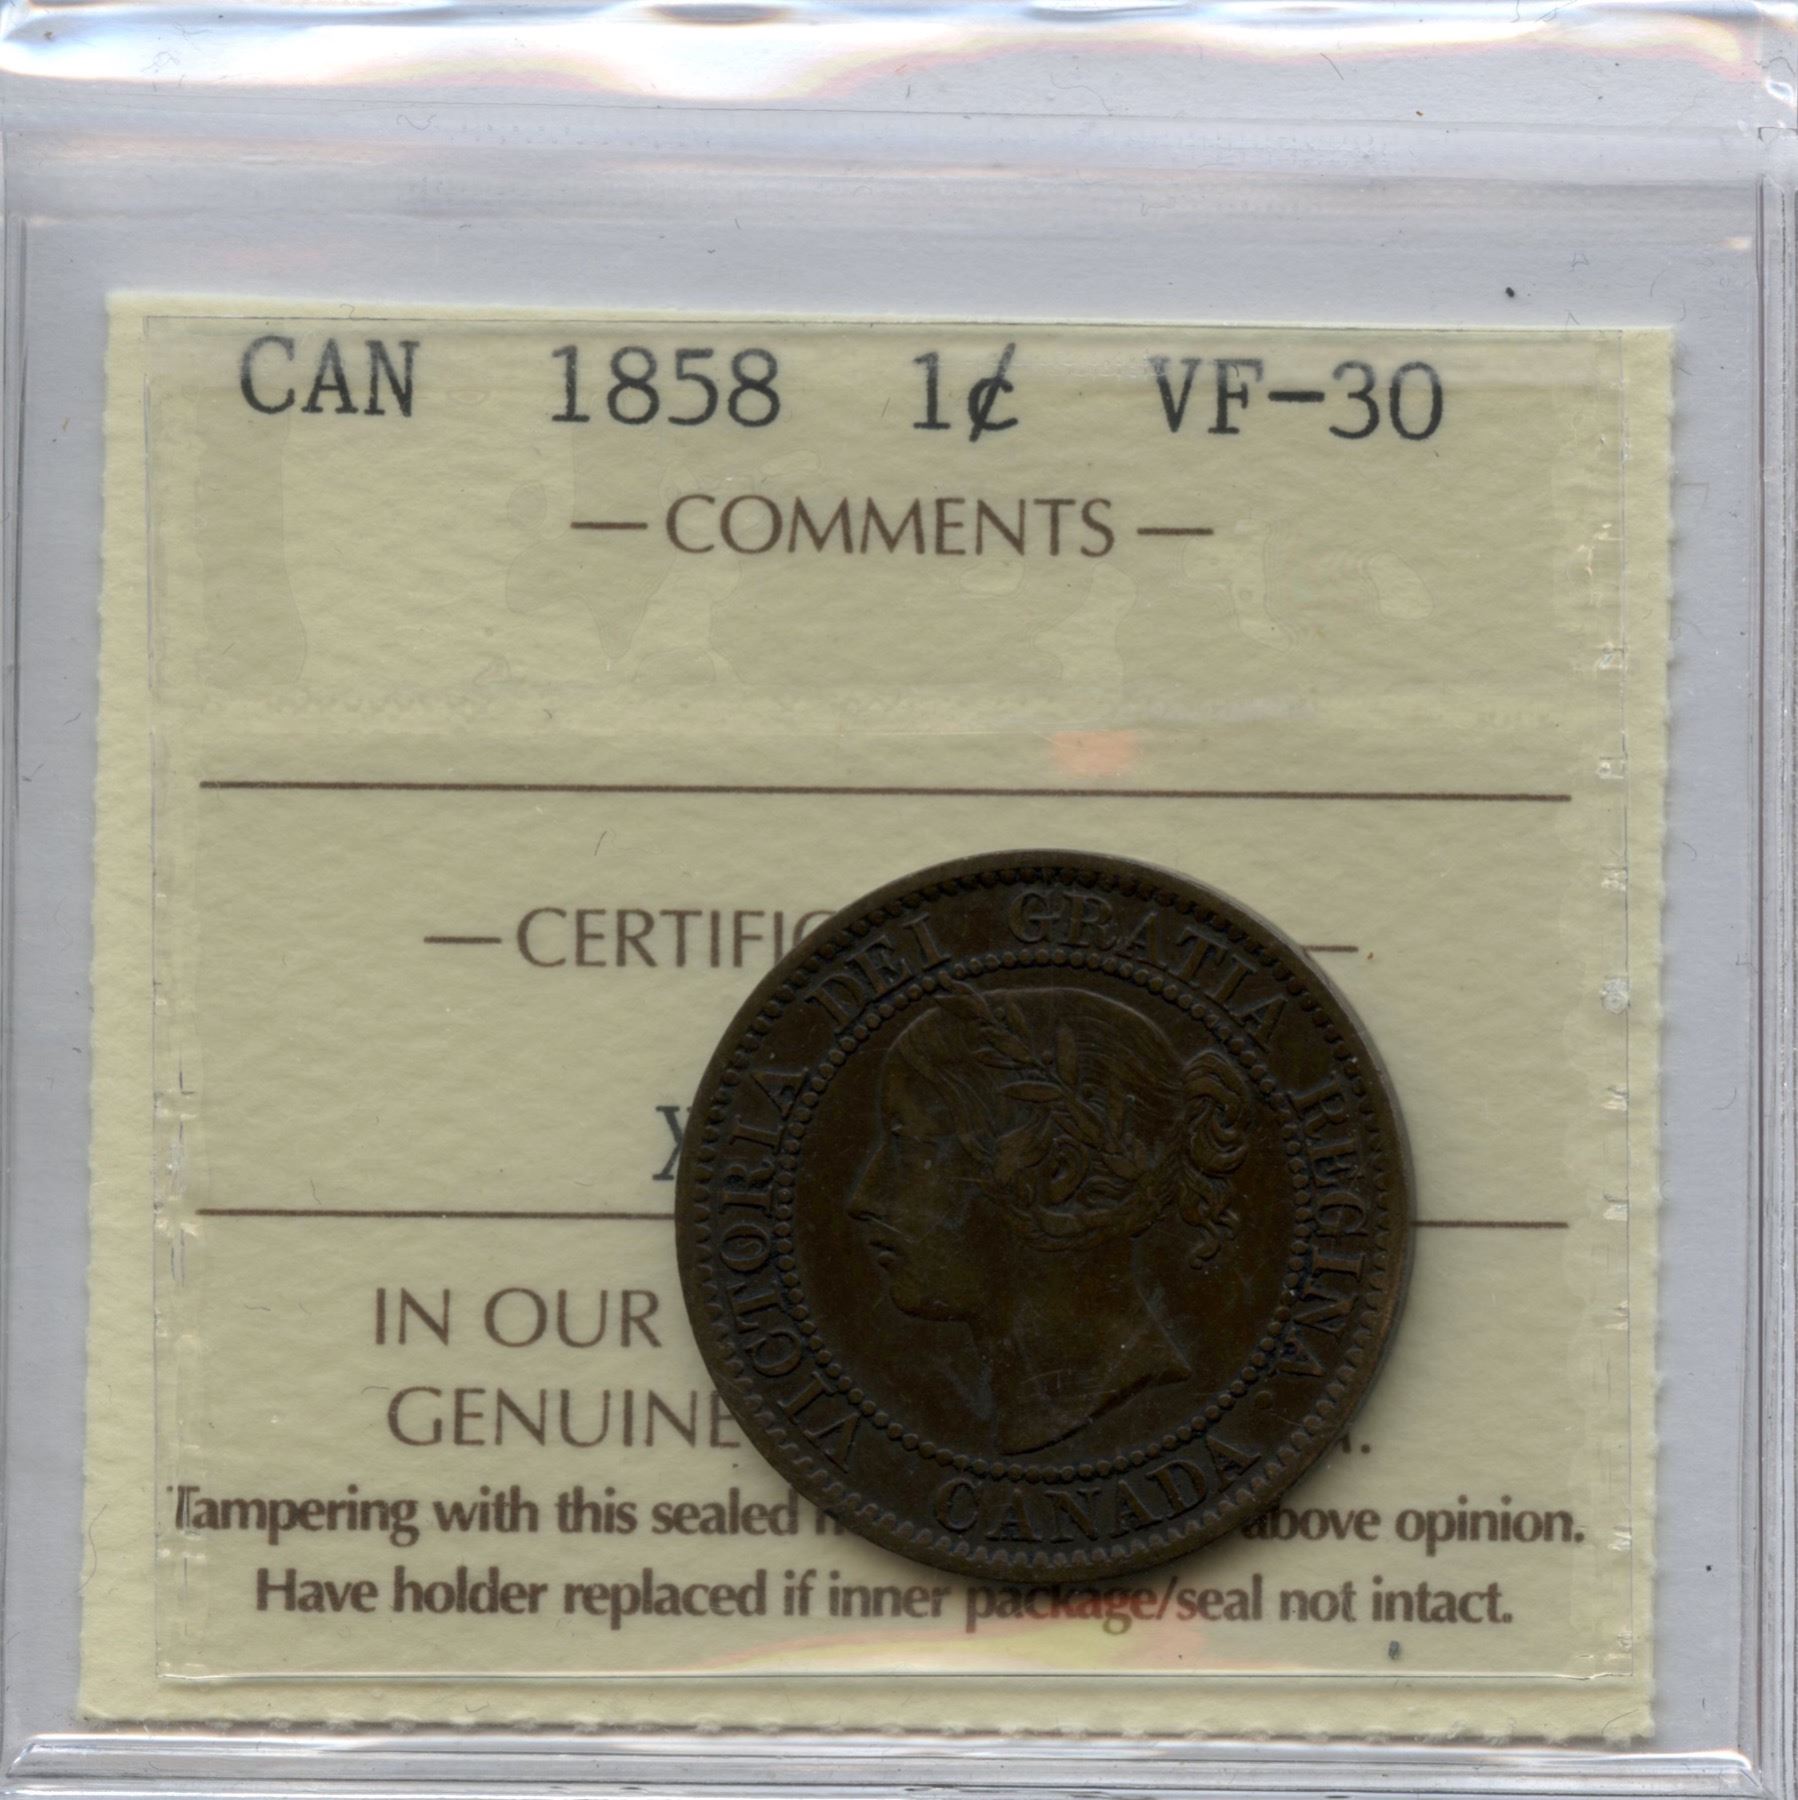 CAN 1858 1¢ VF-30
— COMMENTS —
— CERTIFIC —
X
IN OUR
GENUINE
Tampering with this sealed above opinion.
Have holder replaced if inner package/seal not intact.
VICTORIA DEI GRATIA REGINA.
CANADA